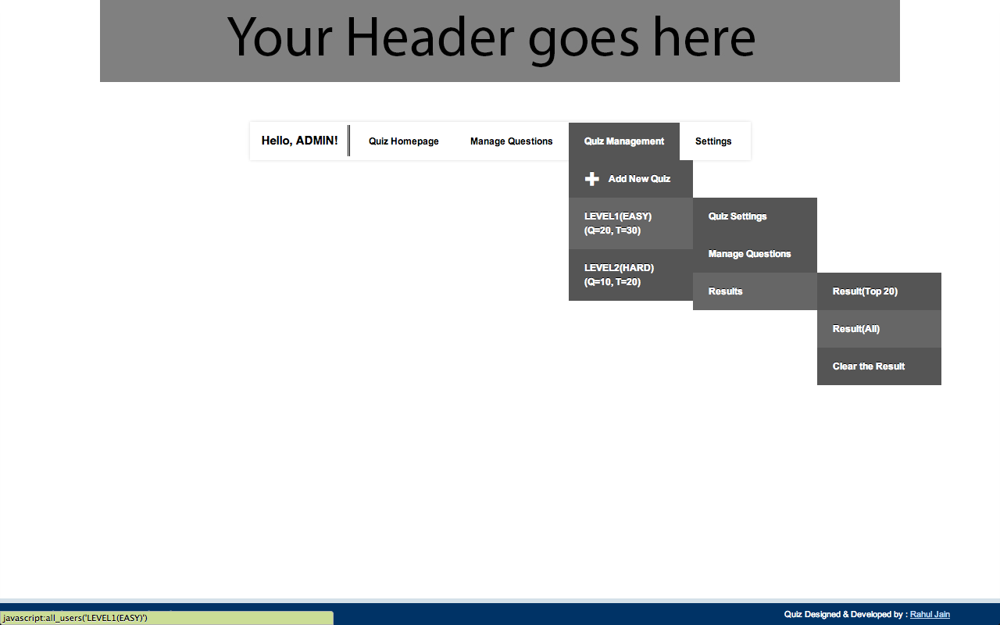 Your Header goes here
Hello, ADMIN!
Quiz Homepage
Manage Questions
Quiz Management
Settings
Add New Quiz
LEVEL1(EASY)
(Q=20, T=30)
LEVEL2(HARD)
(Q=10, T=20)
Quiz Settings
Manage Questions
Results
Result(Top 20)
Result(All)
Clear the Result
javascript:all_users('LEVEL1(EASY)')
Quiz Designed & Developed by : Rahul Jain